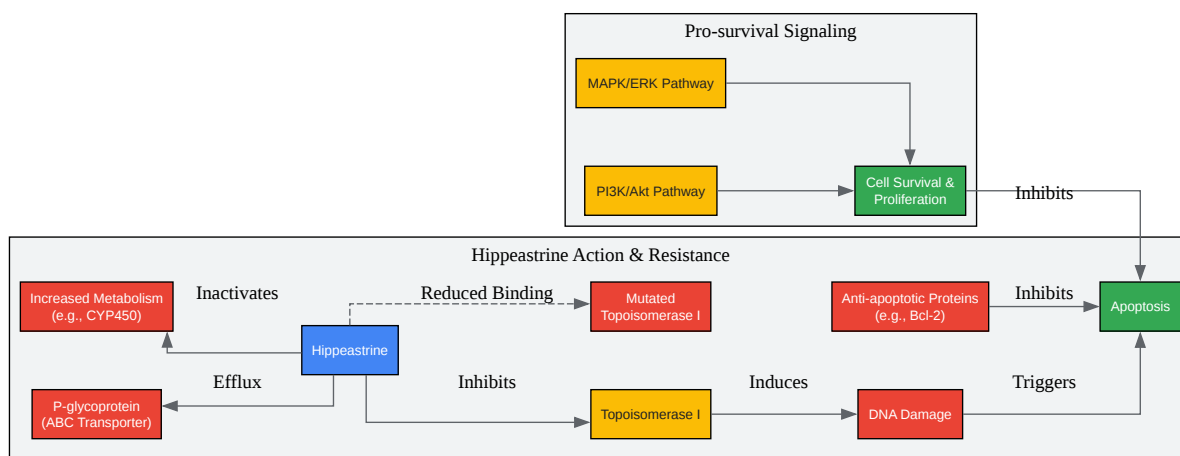 Pro-survival Signaling
MAPK/ERK Pathway
PI3K/Akt Pathway
Cell Survival &
Proliferation
Inhibits
Hippeastrine Action & Resistance
Increased Metabolism
(e.g., CYP450)
Inactivates
Reduced Binding
Mutated
Topoisomerase I
Anti-apoptotic Proteins
(e.g., Bcl-2)
Inhibits
Apoptosis
Hippeastrine
P-glycoprotein
(ABC Transporter)
Efflux
Inhibits
Topoisomerase I
Induces
DNA Damage
Triggers